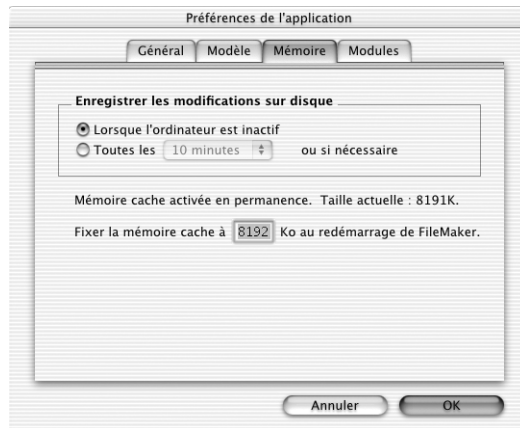 Préférences de l'application
Général Modèle Mémoire Modules
Enregistrer les modifications sur disque
Lorsque l'ordinateur est inactif
Toutes les 10 minutes ou si nécessaire
Mémoire cache activée en permanence. Taille actuelle : 8191K.
Fixer la mémoire cache à 8192 Ko au redémarrage de FileMaker.
Annuler OK